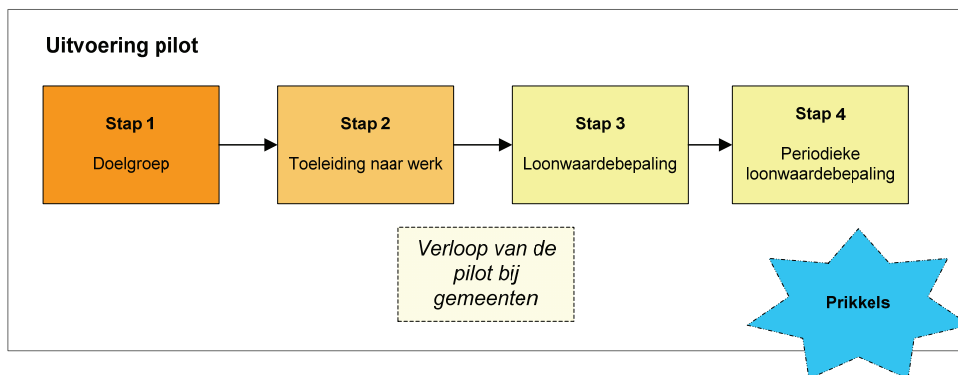 Uitvoering pilot
Stap 1
Doelgroep
Stap 2
Toeleiding naar werk
Stap 3
Loonwaardebepaling
Stap 4
Periodieke
loonwaardebepaling
Verloop van de
pilot bij
gemeenten
Prikkels